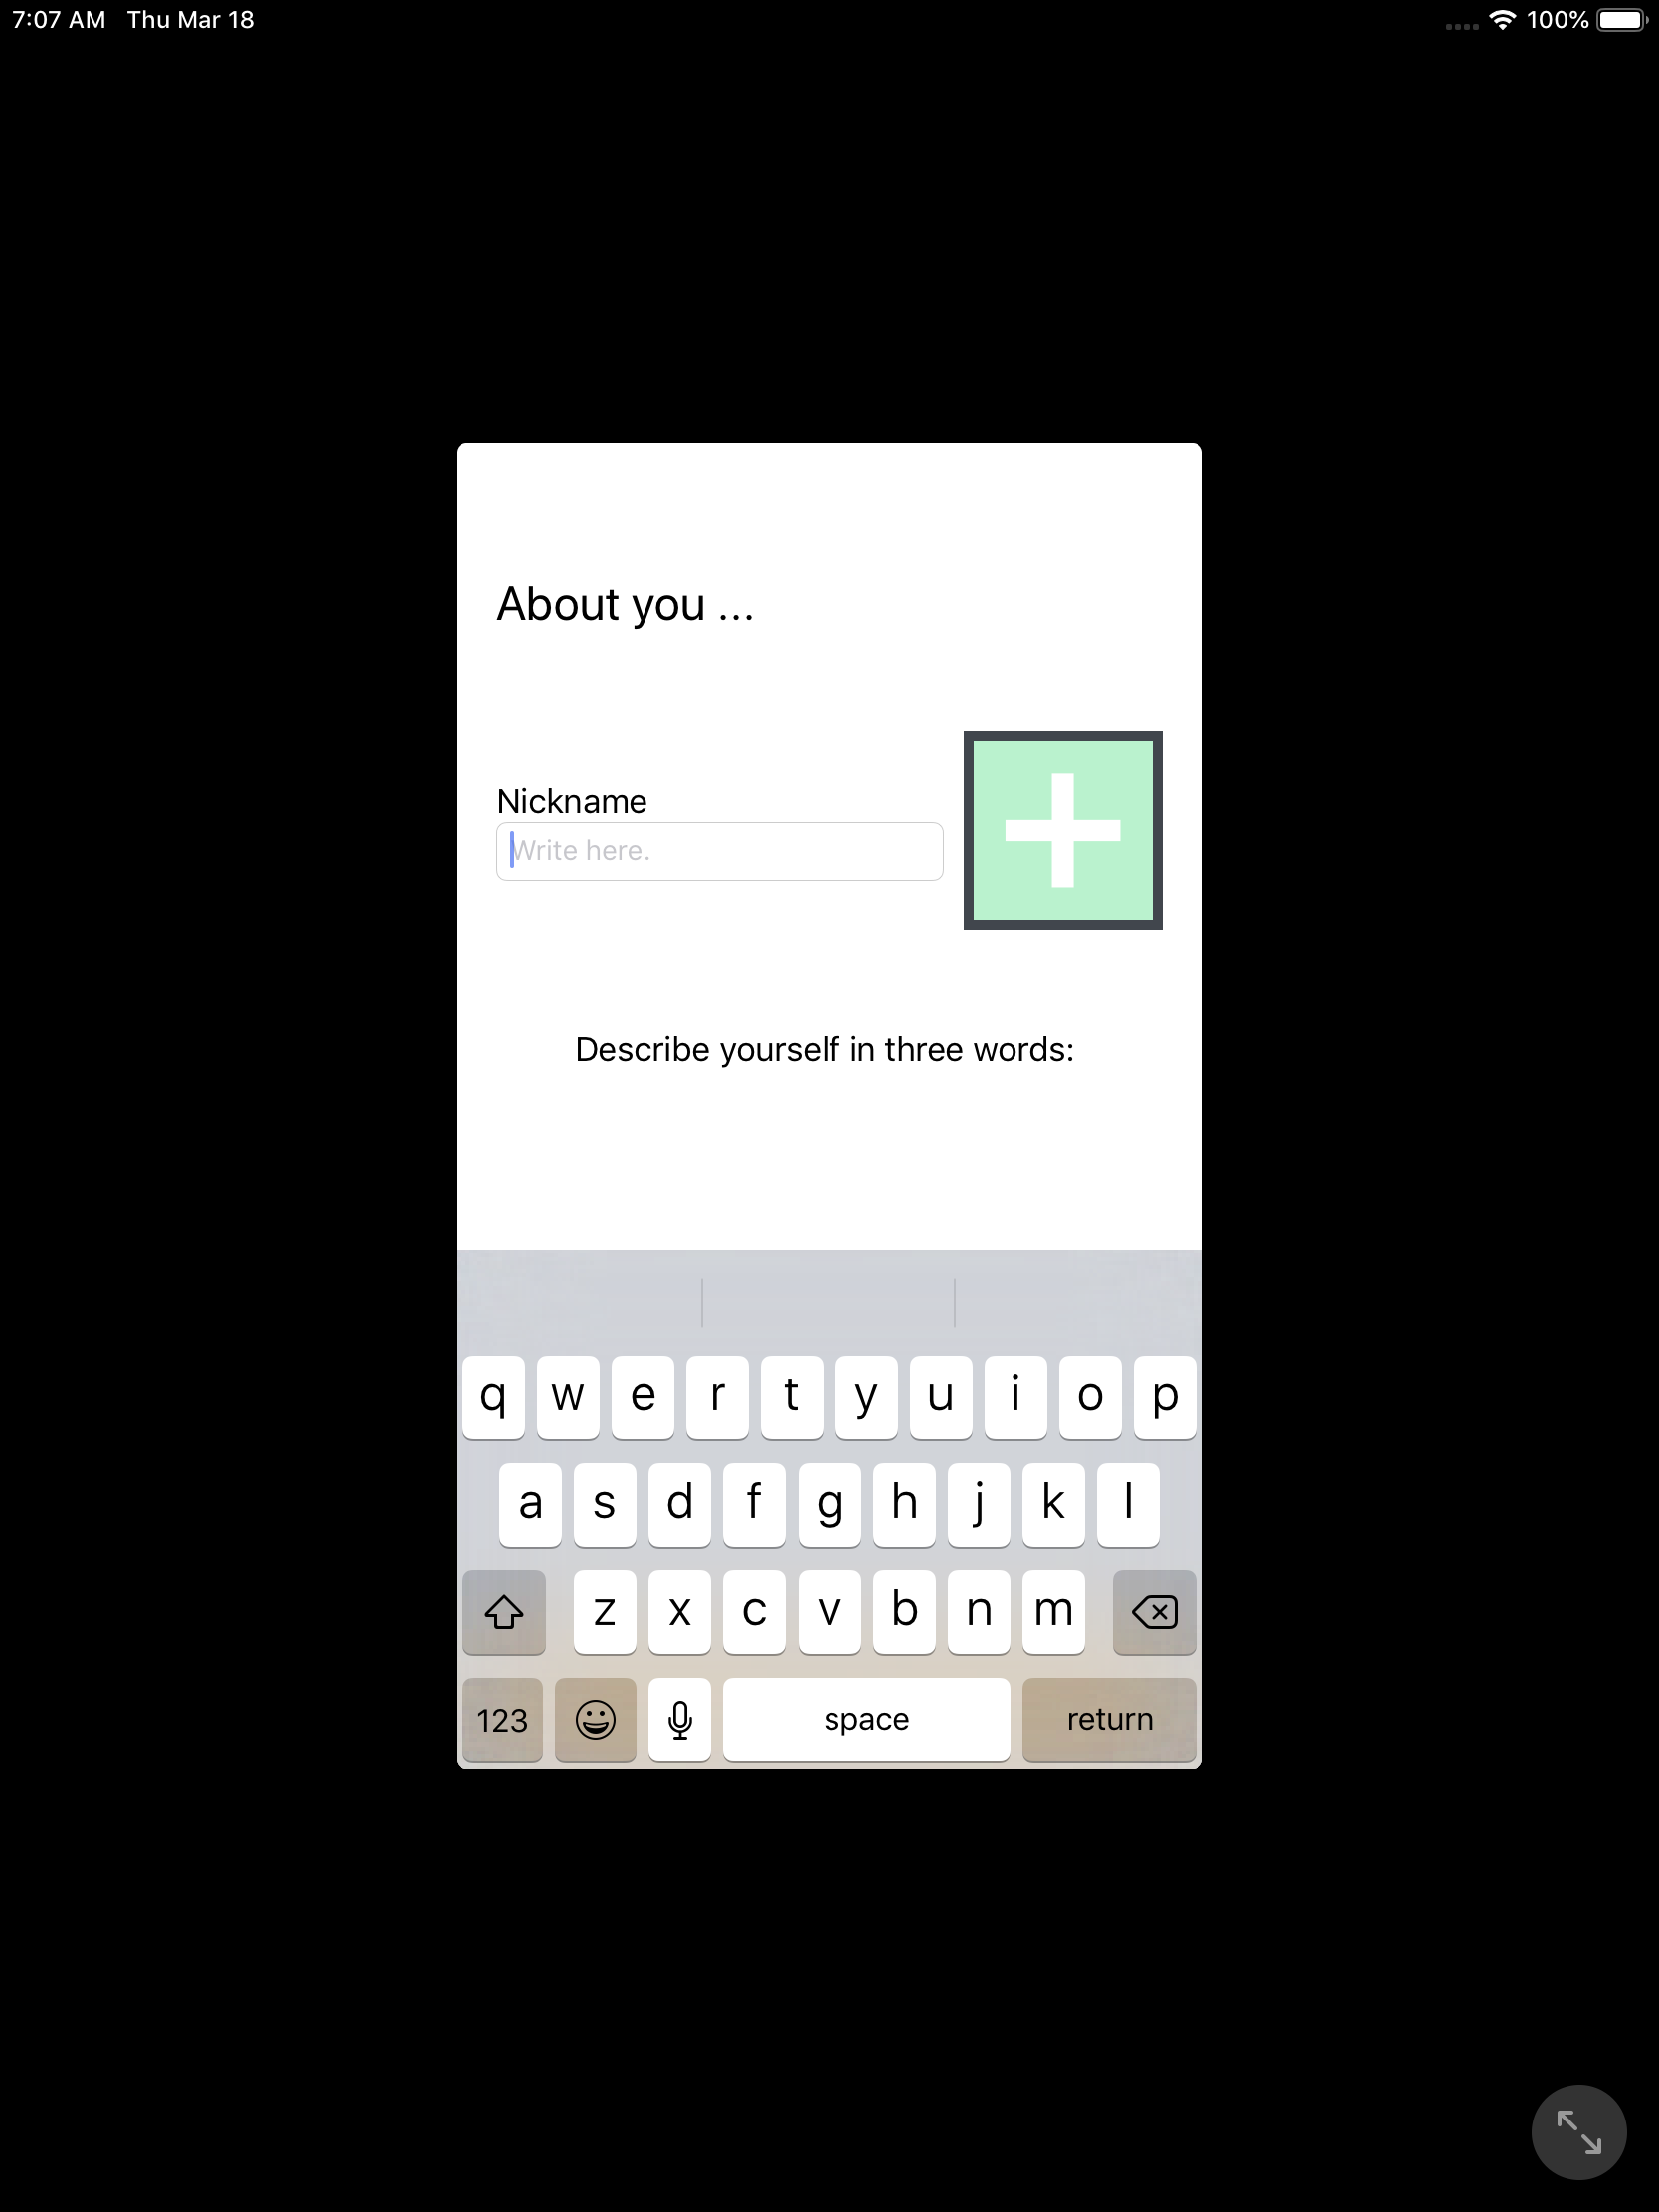 7:07 AM Thu Mar 18 100%
About you ...
Nickname
Write here.
Describe yourself in three words:
q w e r t y u i o p
a s d f g h j k l
z x c v b n m
123 space return